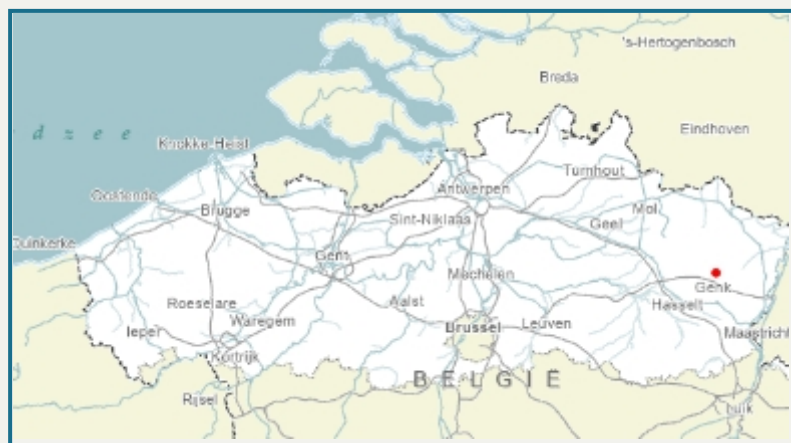 's-Hertogenbosch
Breda
Eindhoven
d z e e
Knokke-Heist
Turnhout
Oostende
Antwerpen
Mol
Brugge
Sint-Niklaas
Geel
Duinkerke
Gent
Mechelen
Genk
Roeselare
Aalst
Hasselt
Ieper
Waregem
Brussel
Leuven
Maastricht
Kortrijk
BELGIË
Rijsel
Luik